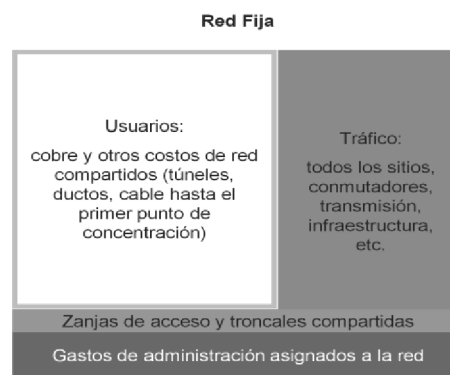 Red Fija
Usuarios:
cobre y otros costos de red
compartidos (túneles,
ductos, cable hasta el
primer punto de
concentración)
Tráfico:
todos los sitios,
conmutadores,
transmisión,
infraestructura,
etc.
Zanjas de acceso y troncales compartidas
Gastos de administración asignados a la red